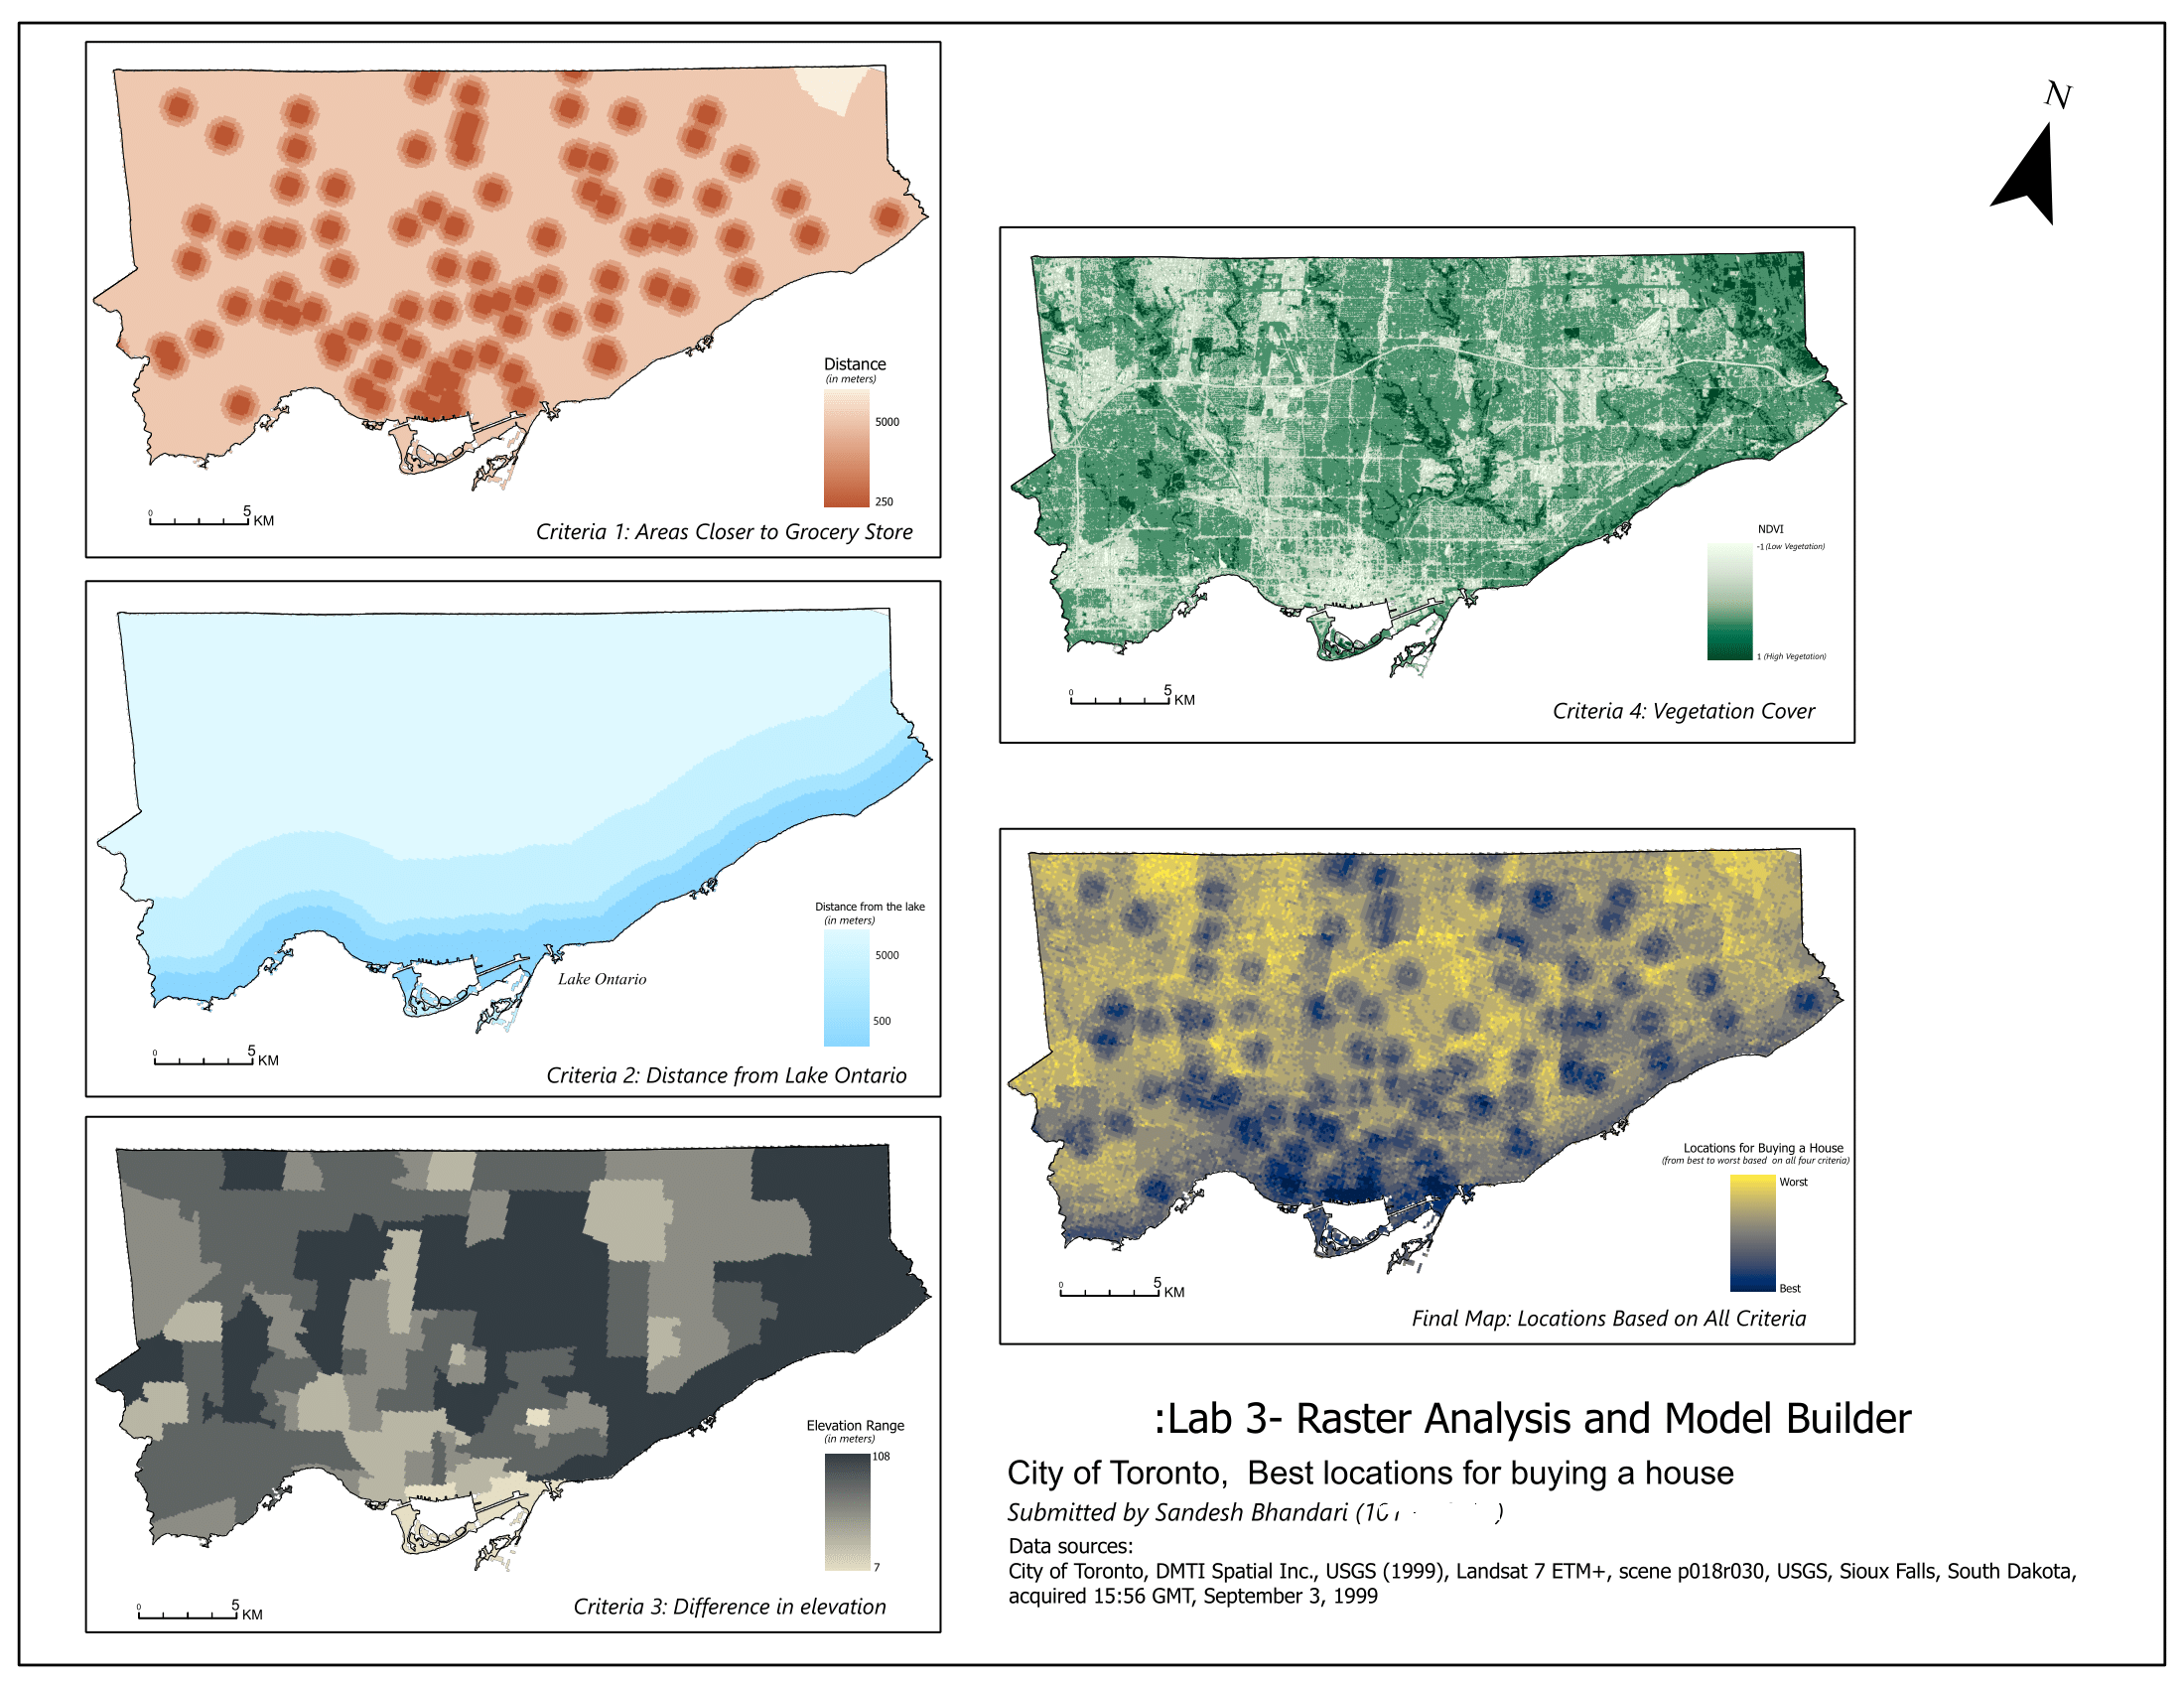 Distance
(in meters)
5000
250
0 5 KM
Criteria 1: Areas Closer to Grocery Store
Distance from the lake
(in meters)
5000
500
Lake Ontario
0 5 KM
Criteria 2: Distance from Lake Ontario
Elevation Range
(in meters)
108
7
0 5 KM
Criteria 3: Difference in elevation
N
NDVI
-1 (Low Vegetation)
1 (High Vegetation)
0 5 KM
Criteria 4: Vegetation Cover
Locations for Buying a House
(from best to worst based on all four criteria)
Worst
Best
0 5 KM
Final Map: Locations Based on All Criteria
:Lab 3- Raster Analysis and Model Builder
City of Toronto, Best locations for buying a house
Submitted by Sandesh Bhandari (10 )
Data sources:
City of Toronto, DMTI Spatial Inc., USGS (1999), Landsat 7 ETM+, scene p018r030, USGS, Sioux Falls, South Dakota,
acquired 15:56 GMT, September 3, 1999